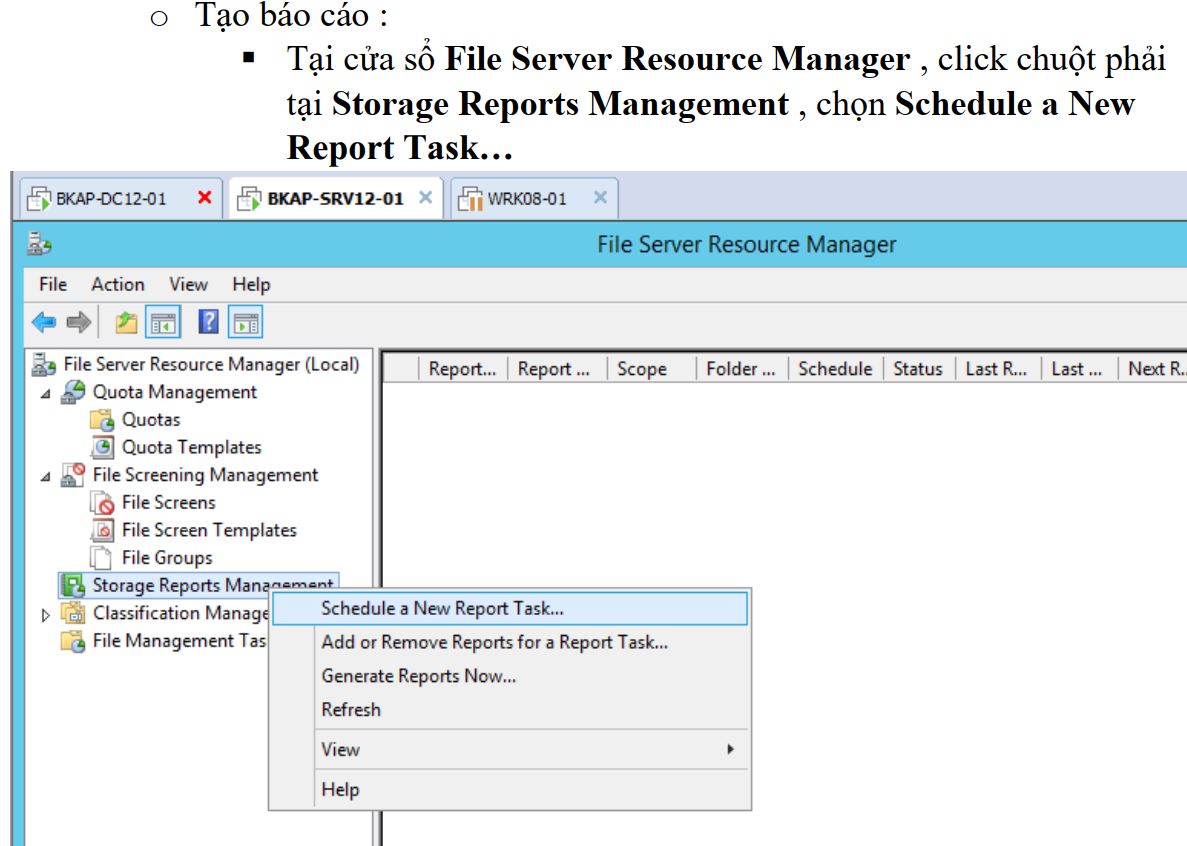 o Tạo báo cáo :
▪ Tại cửa sổ File Server Resource Manager , click chuột phải
tại Storage Reports Management , chọn Schedule a New
Report Task…
BKAP-DC12-01 BKAP-SRV12-01 WRK08-01
File Server Resource Manager
File Action View Help
File Server Resource Manager (Local)
Report... Report ... Scope Folder ... Schedule Status Last R... Last ... Next R..
Quota Management
Quotas
Quota Templates
File Screening Management
File Screens
File Screen Templates
File Groups
Storage Reports Management
Classification Manage
File Management Tas
Schedule a New Report Task...
Add or Remove Reports for a Report Task...
Generate Reports Now...
Refresh
View
Help